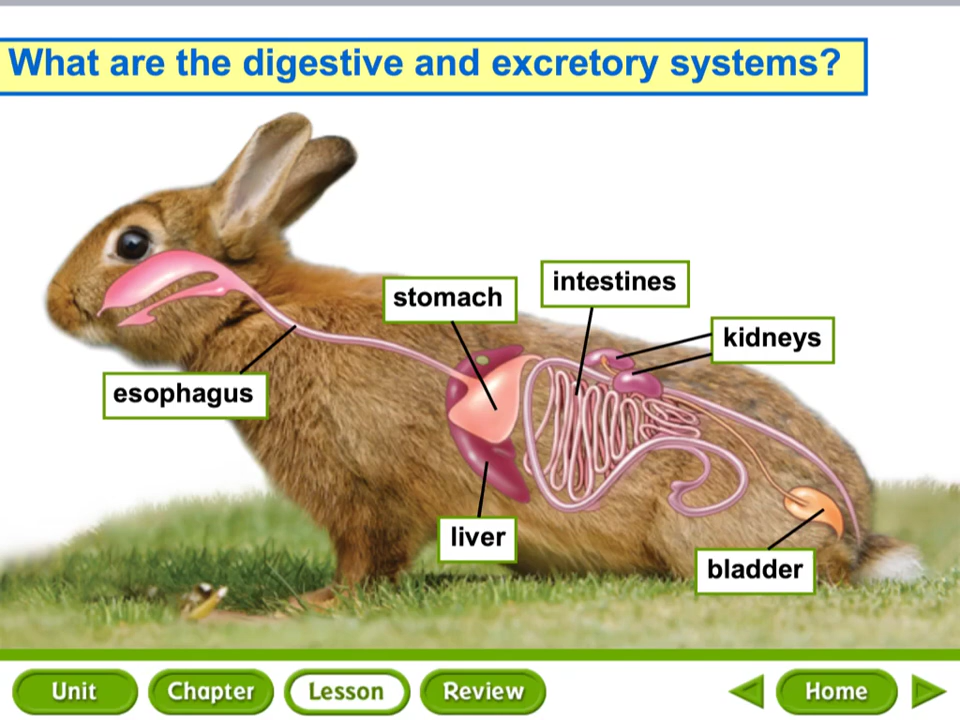 What are the digestive and excretory systems?
intestines
stomach
kidneys
esophagus
liver
bladder
Unit
Chapter
Lesson
Review
Home